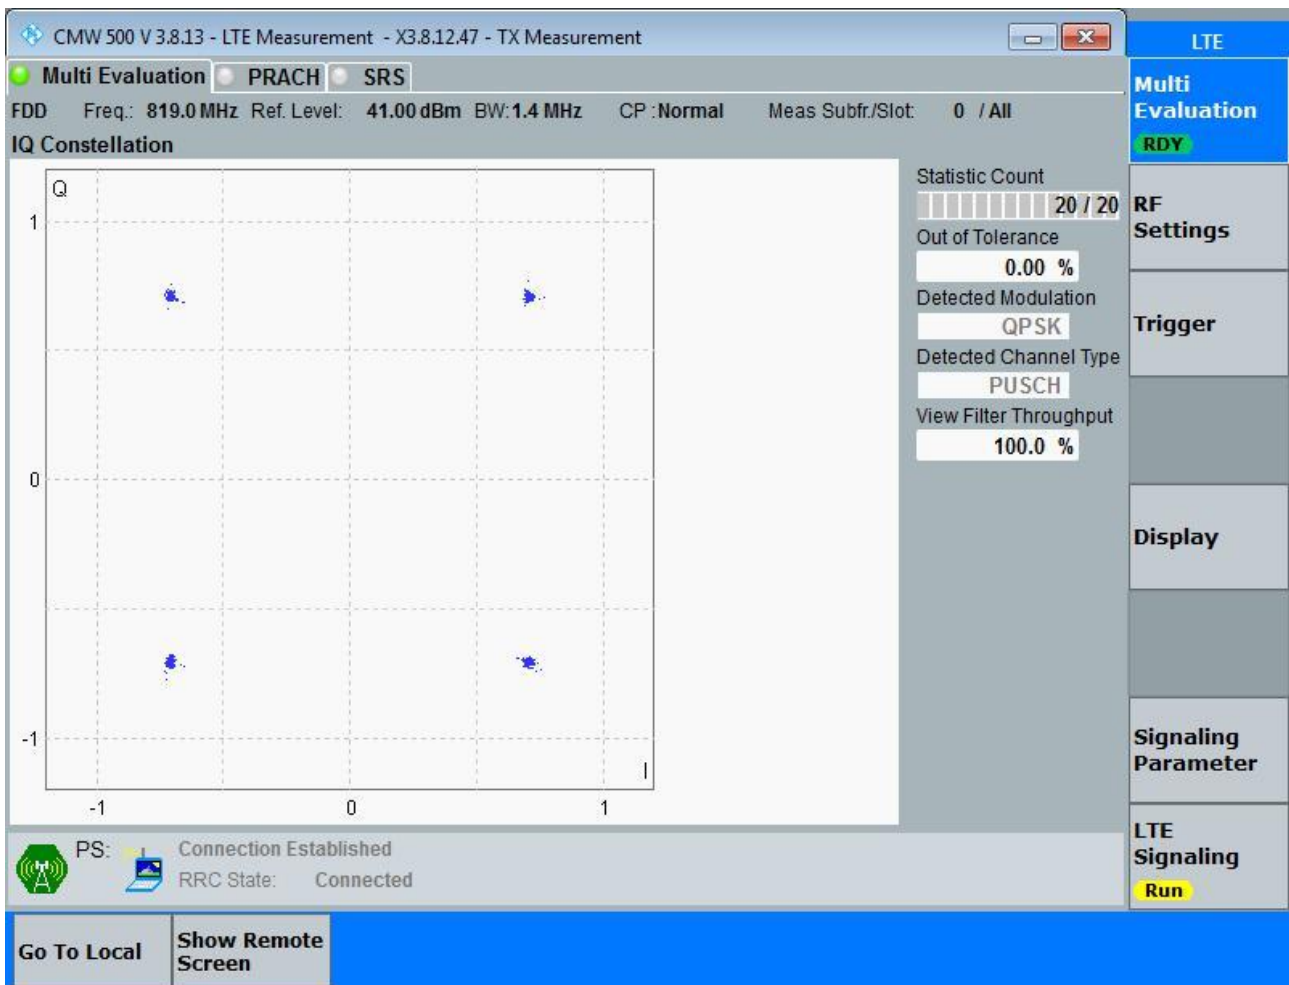 CMW 500 V 3.8.13 - LTE Measurement - X3.8.12.47 - TX Measurement
LTE
Multi Evaluation PRACH SRS
FDD Freq.: 819.0 MHz Ref. Level: 41.00 dBm BW: 1.4 MHz CP : Normal Meas Subfr./Slot: 0 / All
IQ Constellation
Q
1
0
-1
I
-1 0 1
Statistic Count
20 / 20
Out of Tolerance
0.00 %
Detected Modulation
QPSK
Detected Channel Type
PUSCH
View Filter Throughput
100.0 %
Multi
Evaluation
RDY
RF
Settings
Trigger
Display
Signaling
Parameter
LTE
Signaling
Run
PS: Connection Established
RRC State: Connected
Go To Local
Show Remote
Screen